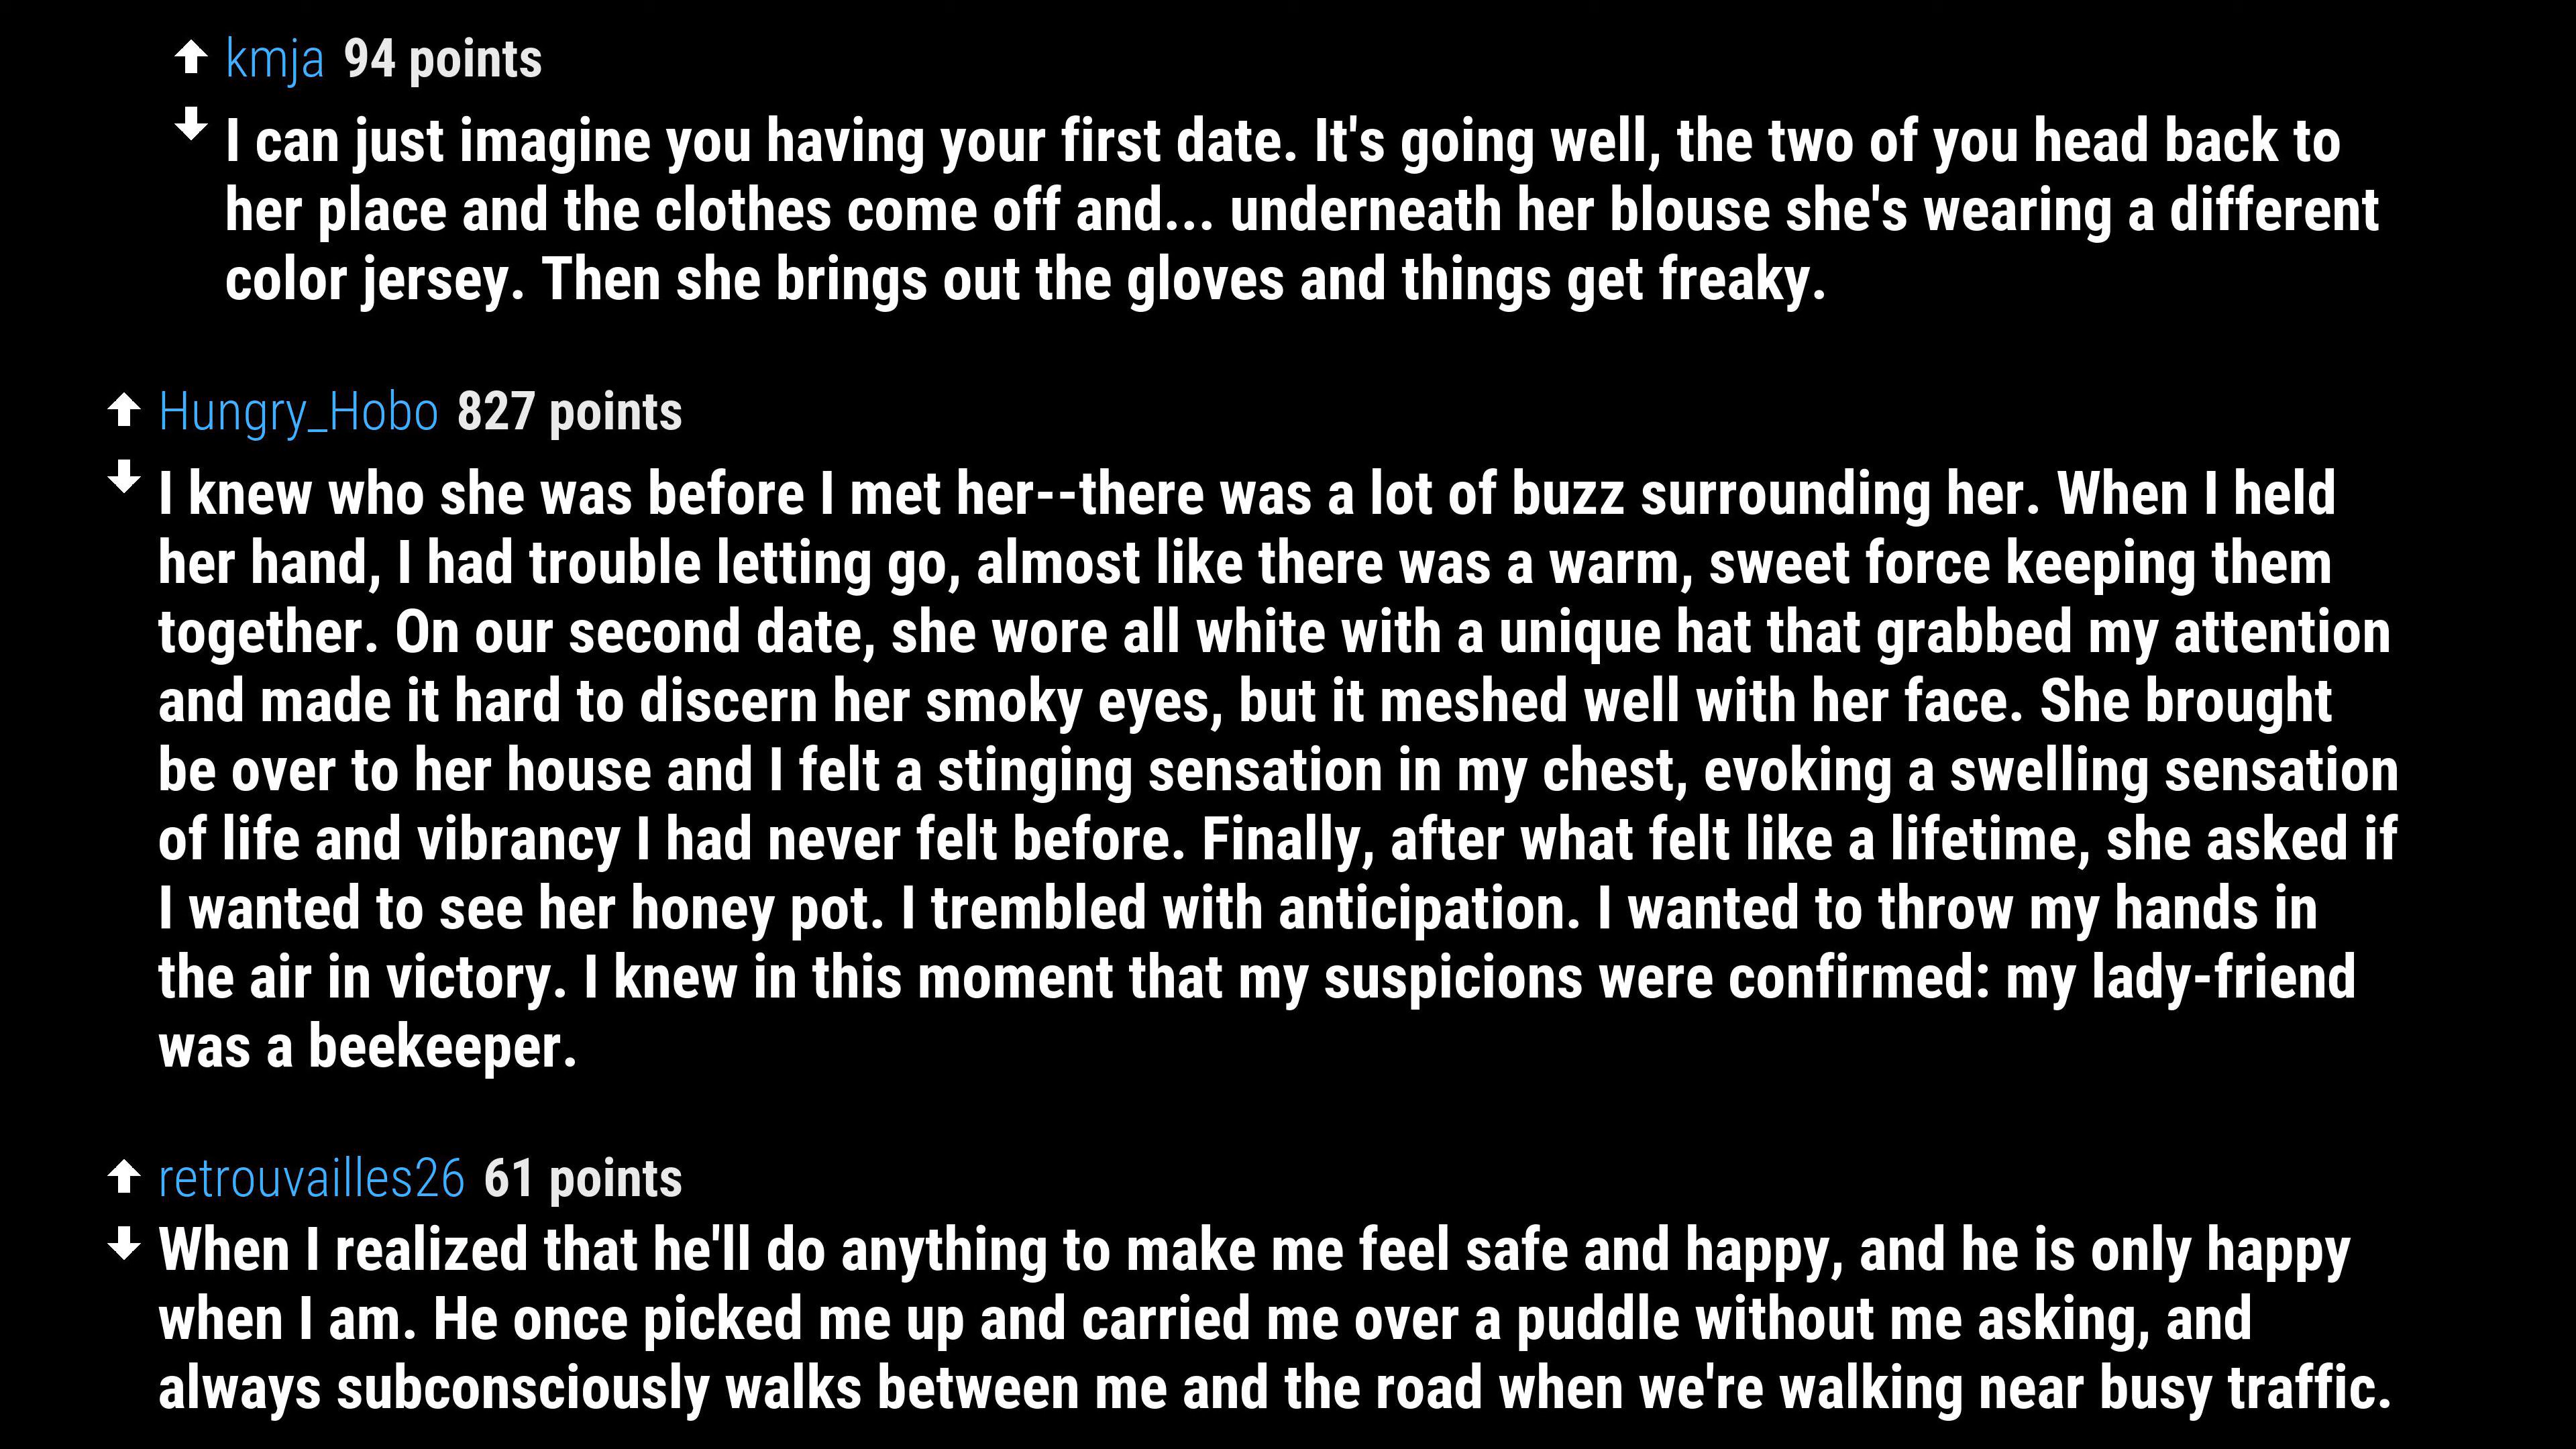 kmja 94 points
I can just imagine you having your first date. It's going well, the two of you head back to
her place and the clothes come off and... underneath her blouse she's wearing a different
color jersey. Then she brings out the gloves and things get freaky.
Hungry_Hobo 827 points
I knew who she was before I met her--there was a lot of buzz surrounding her. When I held
her hand, I had trouble letting go, almost like there was a warm, sweet force keeping them
together. On our second date, she wore all white with a unique hat that grabbed my attention
and made it hard to discern her smoky eyes, but it meshed well with her face. She brought
be over to her house and I felt a stinging sensation in my chest, evoking a swelling sensation
of life and vibrancy I had never felt before. Finally, after what felt like a lifetime, she asked if
I wanted to see her honey pot. I trembled with anticipation. I wanted to throw my hands in
the air in victory. I knew in this moment that my suspicions were confirmed: my lady-friend
was a beekeeper.
retrouvailles26 61 points
When I realized that he'll do anything to make me feel safe and happy, and he is only happy
when I am. He once picked me up and carried me over a puddle without me asking, and
always subconsciously walks between me and the road when we're walking near busy traffic.